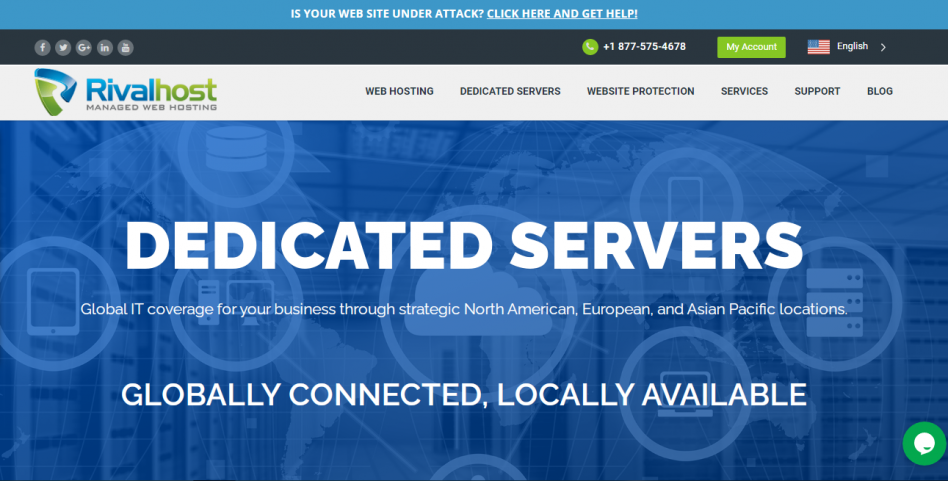 IS YOUR WEB SITE UNDER ATTACK? CLICK HERE AND GET HELP!
+1 877-575-4678
My Account
English
Rivalhost
MANAGED WEB HOSTING
WEB HOSTING
DEDICATED SERVERS
WEBSITE PROTECTION
SERVICES
SUPPORT
BLOG
DEDICATED SERVERS
Global IT coverage for your business through strategic North American, European, and Asian Pacific locations.
GLOBALLY CONNECTED, LOCALLY AVAILABLE